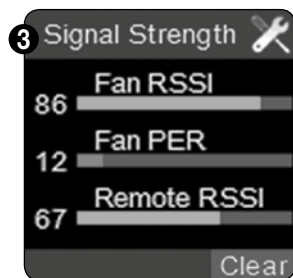 3 Signal Strength
Fan RSSI
86
Fan PER
12
Remote RSSI
67
Clear